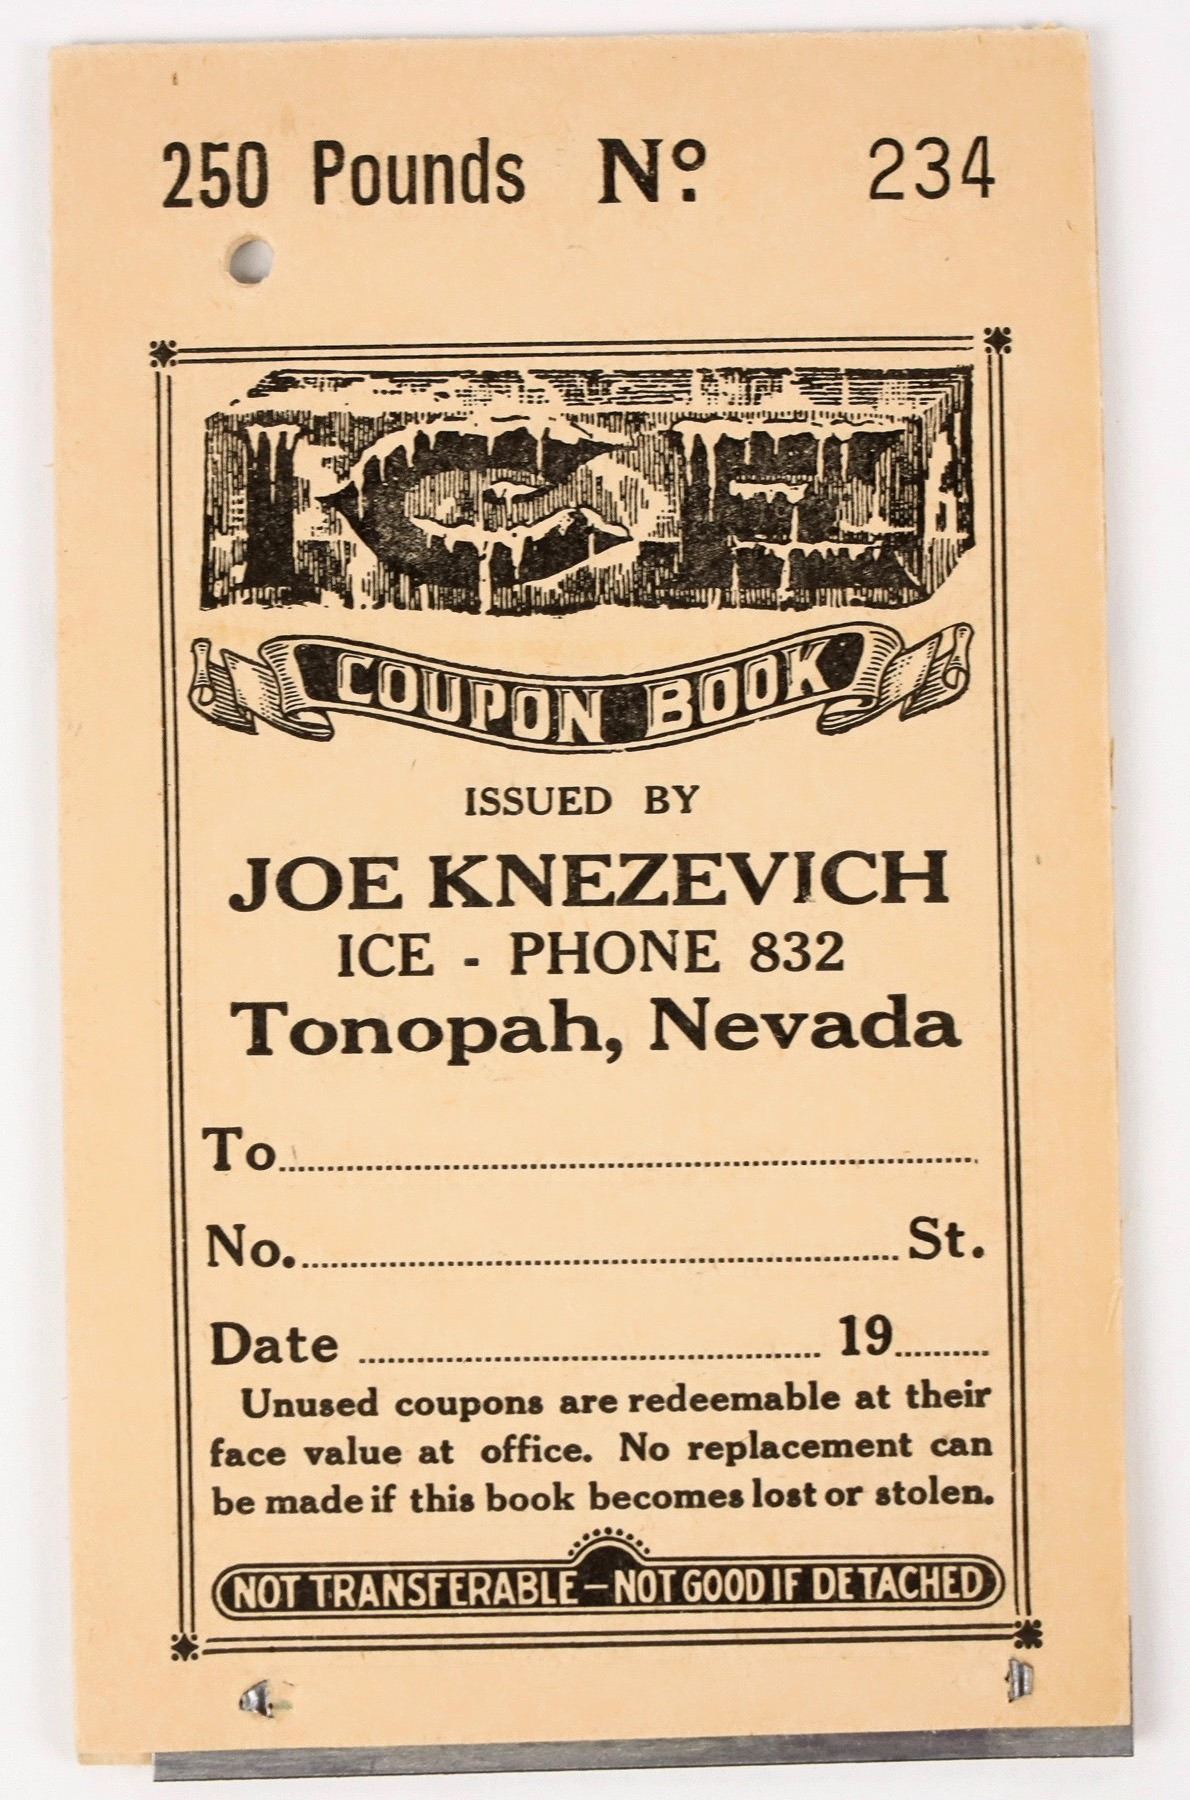 250 Pounds Nº. 234
ICE
COUPON BOOK
ISSUED BY
JOE KNEZEVICH
ICE - PHONE 832
Tonopah, Nevada
To
No. St.
Date 19
Unused coupons are redeemable at their
face value at office. No replacement can
be made if this book becomes lost or stolen.
NOT TRANSFERABLE — NOT GOOD IF DETACHED